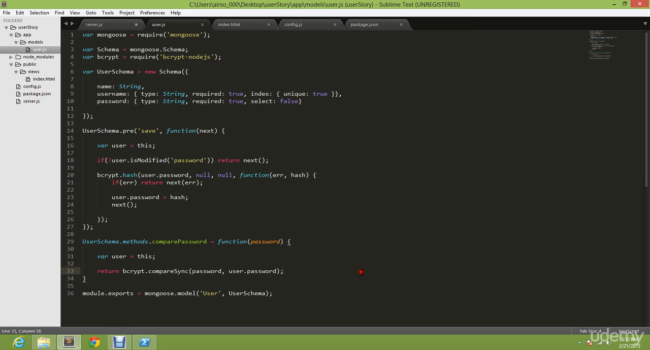 C:\Users\airso_000\Desktop\userStory\app\models\user.js (userStory) - Sublime Text (UNREGISTERED)
File Edit Selection Find View Goto Tools Project Preferences Help
FOLDERS
userStory
app
models
user.js
node_modules
public
views
index.html
config.js
package.json
server.js
server.js
user.js
index.html
config.js
package.json
1 var mongoose = require('mongoose');
2
3 var Schema = mongoose.Schema;
4 var bcrypt = require('bcrypt-nodejs');
5
6 var UserSchema = new Schema({
7
8 name: String,
9 username: { type: String, required: true, index: { unique: true }},
10 password: { type: String, required: true, select: false}
11
12 });
13
14 UserSchema.pre('save', function(next) {
15
16 var user = this;
17
18 if(!user.isModified('password')) return next();
19
20 bcrypt.hash(user.password, null, null, function(err, hash) {
21 if(err) return next(err);
22
23 user.password = hash;
24 next();
25
26 });
27 });
28
29 UserSchema.methods.comparePassword = function(password) {
30
31 var user = this;
32
33 return bcrypt.compareSync(password, user.password);
34 }
35
36 module.exports = mongoose.model('User', UserSchema);
Tab Size: 4
JavaScript
udemy